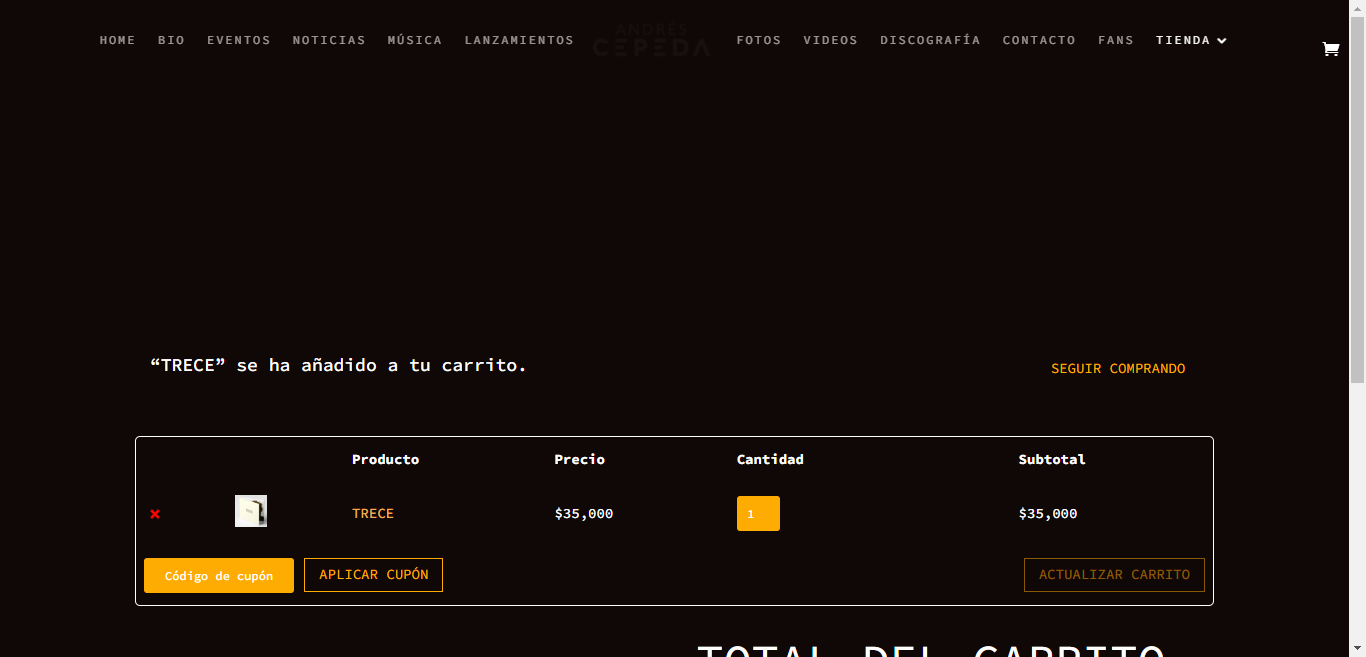 HOME BIO EVENTOS NOTICIAS MÚSICA LANZAMIENTOS ANDRÉS CEPEDA FOTOS VIDEOS DISCOGRAFÍA CONTACTO FANS TIENDA
“TRECE” se ha añadido a tu carrito. SEGUIR COMPRANDO
Producto Precio Cantidad Subtotal
TRECE $35,000 1 $35,000
Código de cupón APLICAR CUPÓN ACTUALIZAR CARRITO
TOTAL DEL CARRITO